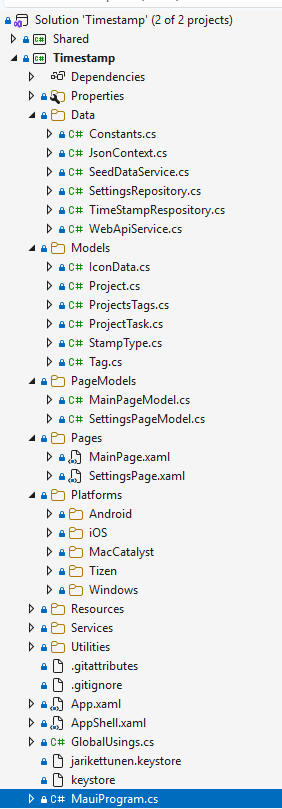 Solution 'Timestamp' (2 of 2 projects)
C# Shared
C# Timestamp
Dependencies
Properties
Data
C# Constants.cs
C# JsonContext.cs
C# SeedDataService.cs
C# SettingsRepository.cs
C# TimeStampRespository.cs
C# WebApiService.cs
Models
C# IconData.cs
C# Project.cs
C# ProjectsTags.cs
C# ProjectTask.cs
C# StampType.cs
C# Tag.cs
PageModels
C# MainPageModel.cs
C# SettingsPageModel.cs
Pages
MainPage.xaml
SettingsPage.xaml
Platforms
Android
iOS
MacCatalyst
Tizen
Windows
Resources
Services
Utilities
.gitattributes
.gitignore
App.xaml
AppShell.xaml
C# GlobalUsings.cs
jarikettunen.keystore
keystore
C# MauiProgram.cs